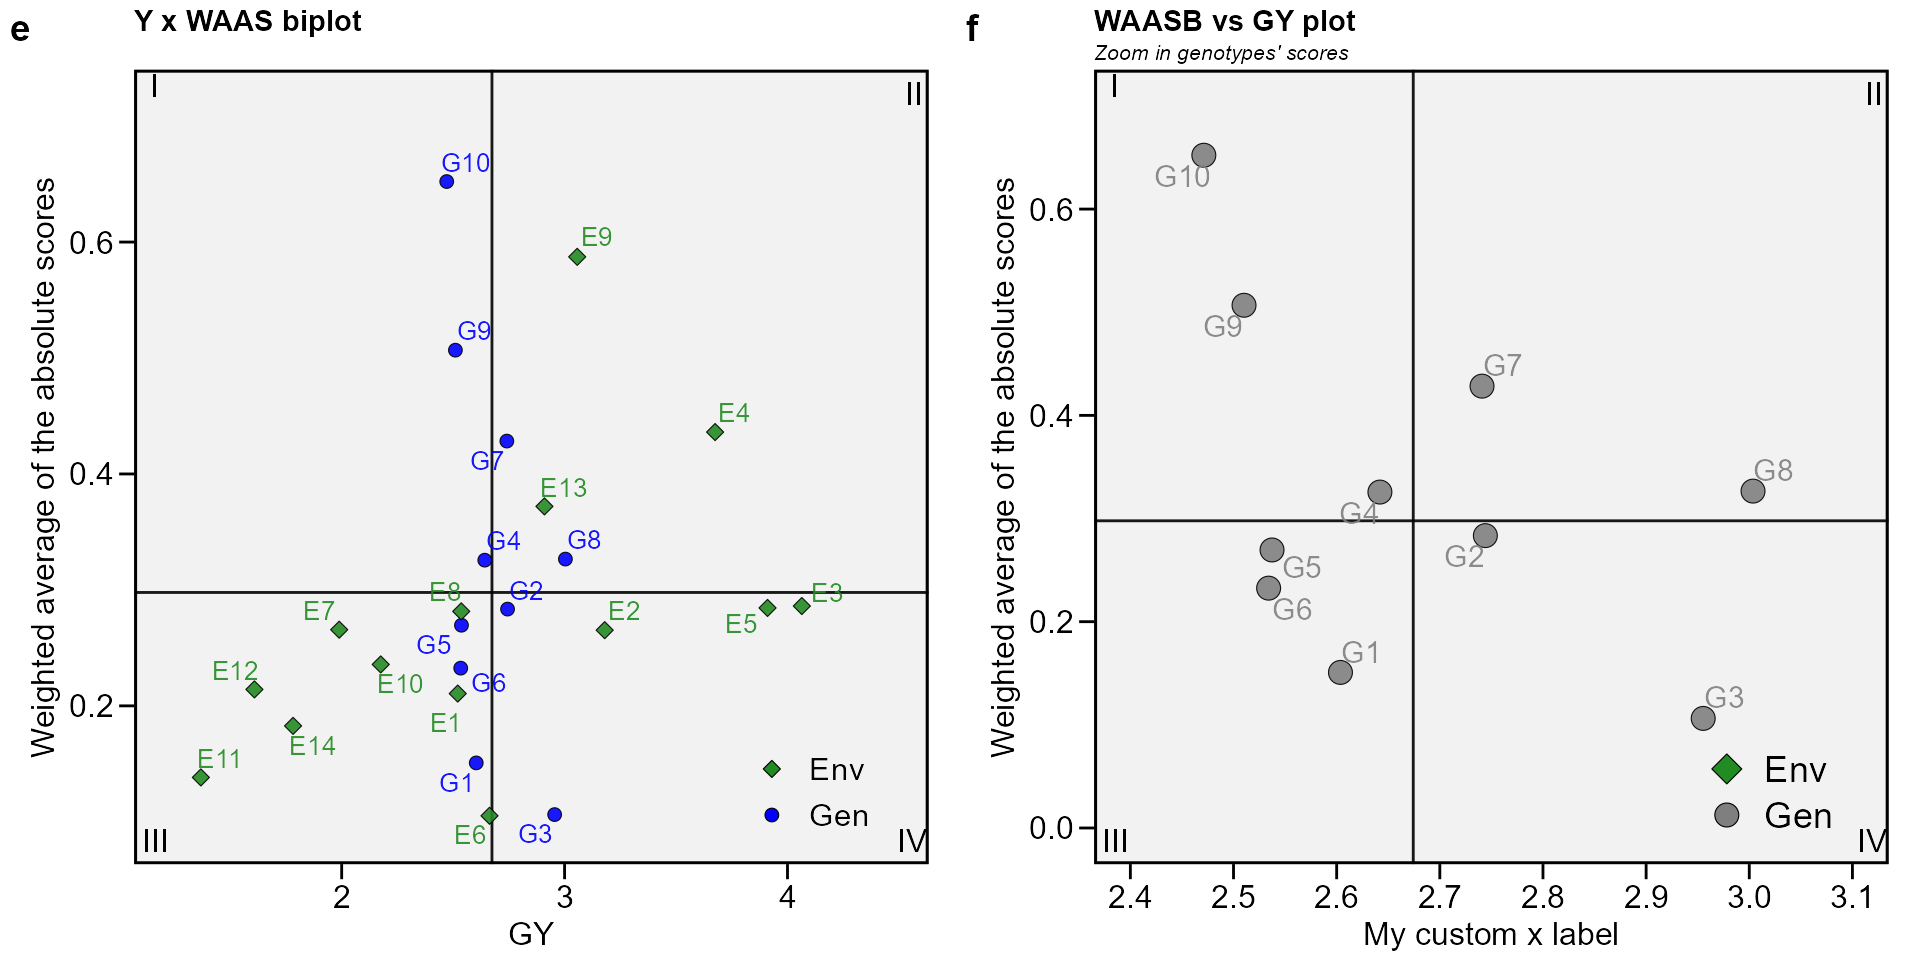 e
Y x WAAS biplot
I
II
G10
E9
0.6
G9
E4
G7
0.4
E13
G4
G8
E8
G2
E3
E7
E2
E5
G5
E12
E10
G6
0.2
E1
E14
E11
G1
Env
E6
G3
Gen
III
IV
2
3
4
GY
Weighted average of the absolute scores
f
WAASB vs GY plot
Zoom in genotypes' scores
I
II
G10
0.6
G9
G7
0.4
G8
G4
G2
G5
G6
0.2
G1
G3
Env
Gen
0.0
III
IV
2.4
2.5
2.6
2.7
2.8
2.9
3.0
3.1
My custom x label
Weighted average of the absolute scores